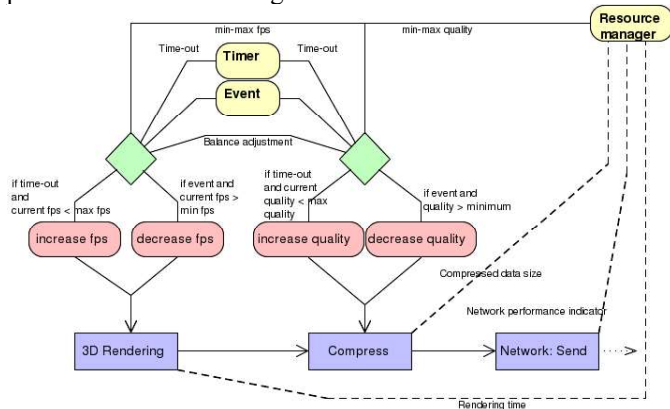 Resource
manager
min-max fps
min-max quality
Time-out
Timer
Time-out
Event
Balance adjustment
if time-out
and
current fps < max fps
if event and
current fps >
min fps
if time-out
and current
quality < max
quality
if event and
quality > minimum
increase fps
decrease fps
increase quality
decrease quality
Compressed data size
Network performance indicator
3D Rendering
Compress
Network: Send
Rendering time